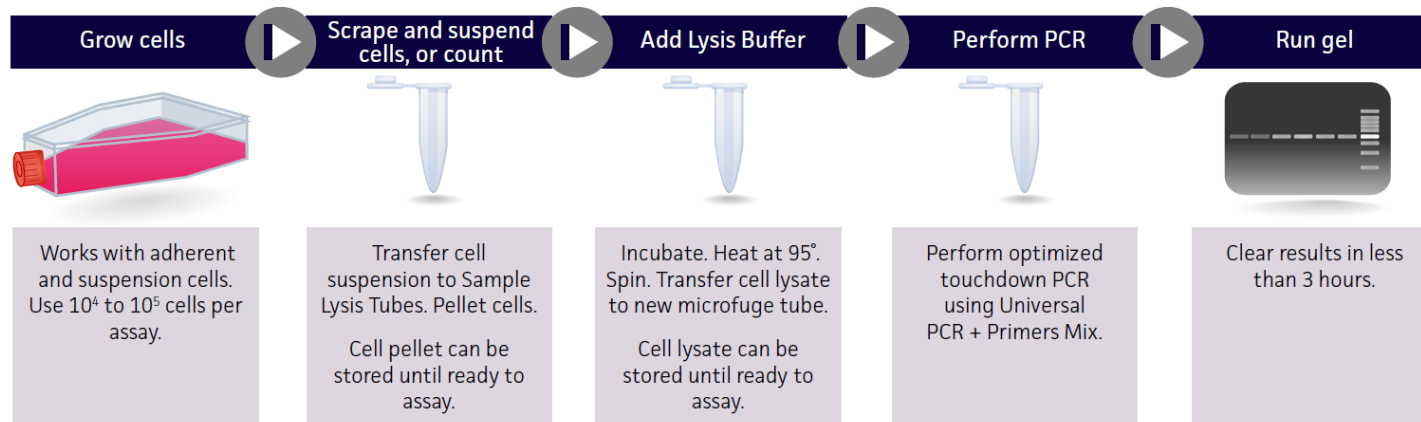 Grow cells
Scrape and suspend
cells, or count
Add Lysis Buffer
Perform PCR
Run gel
Works with adherent
and suspension cells.
Use 10⁴ to 10⁵ cells per
assay.
Transfer cell
suspension to Sample
Lysis Tubes. Pellet cells.
Cell pellet can be
stored until ready to
assay.
Incubate. Heat at 95˚.
Spin. Transfer cell lysate
to new microfuge tube.
Cell lysate can be
stored until ready to
assay.
Perform optimized
touchdown PCR
using Universal
PCR + Primers Mix.
Clear results in less
than 3 hours.